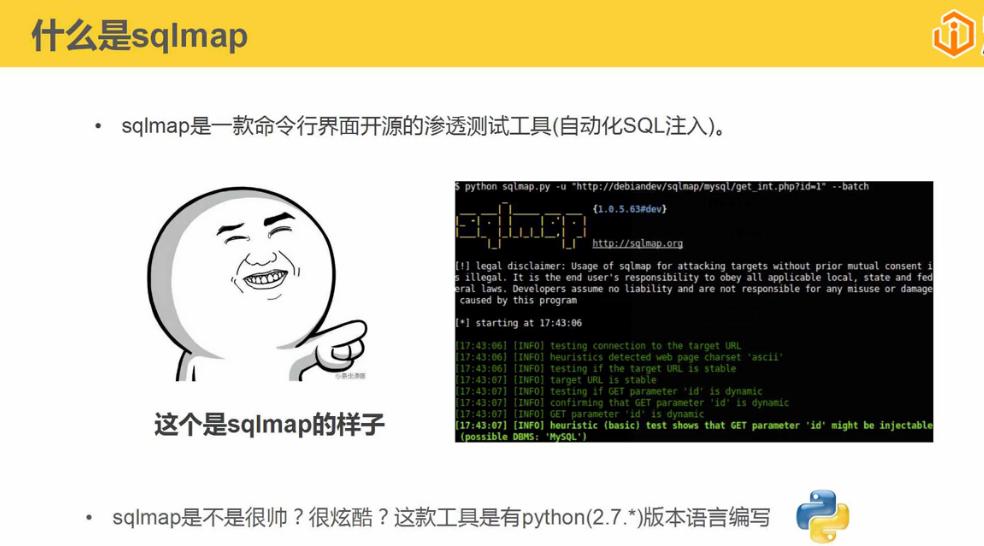 什么是sqlmap
• sqlmap是一款命令行界面开源的渗透测试工具(自动化SQL注入)。
$ python sqlmap.py -u "http://debiandev/sqlmap/mysql/get_int.php?id=1" --batch
sqlmap
{1.0.5.63#dev}
http://sqlmap.org
[!] legal disclaimer: Usage of sqlmap for attacking targets without prior mutual consent i
s illegal. It is the end user's responsibility to obey all applicable local, state and fed
eral laws. Developers assume no liability and are not responsible for any misuse or damage
caused by this program
[*] starting at 17:43:06
[17:43:06] [INFO] testing connection to the target URL
[17:43:06] [INFO] heuristics detected web page charset 'ascii'
[17:43:06] [INFO] testing if the target URL is stable
[17:43:07] [INFO] target URL is stable
[17:43:07] [INFO] testing if GET parameter 'id' is dynamic
[17:43:07] [INFO] confirming that GET parameter 'id' is dynamic
[17:43:07] [INFO] GET parameter 'id' is dynamic
[17:43:07] [INFO] heuristic (basic) test shows that GET parameter 'id' might be injectable
(possible DBMS: 'MySQL')
这个是sqlmap的样子
• sqlmap是不是很帅？很炫酷？这款工具是有python(2.7.*)版本语言编写